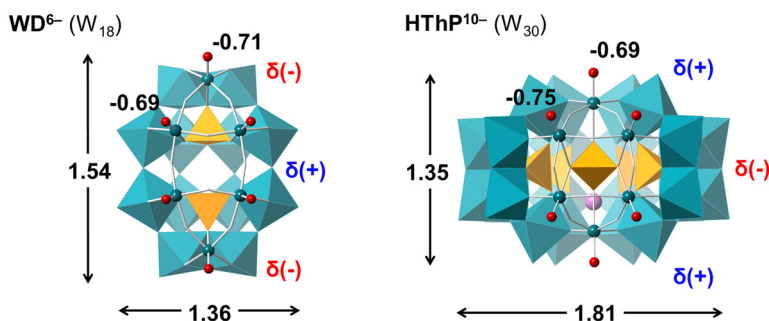 WD⁶⁻ (W₁₈)
-0.71
δ(-)
-0.69
1.54
δ(+)
δ(-)
1.36
HThP¹⁰⁻ (W₃₀)
-0.69
δ(+)
-0.75
1.35
δ(-)
δ(+)
1.81